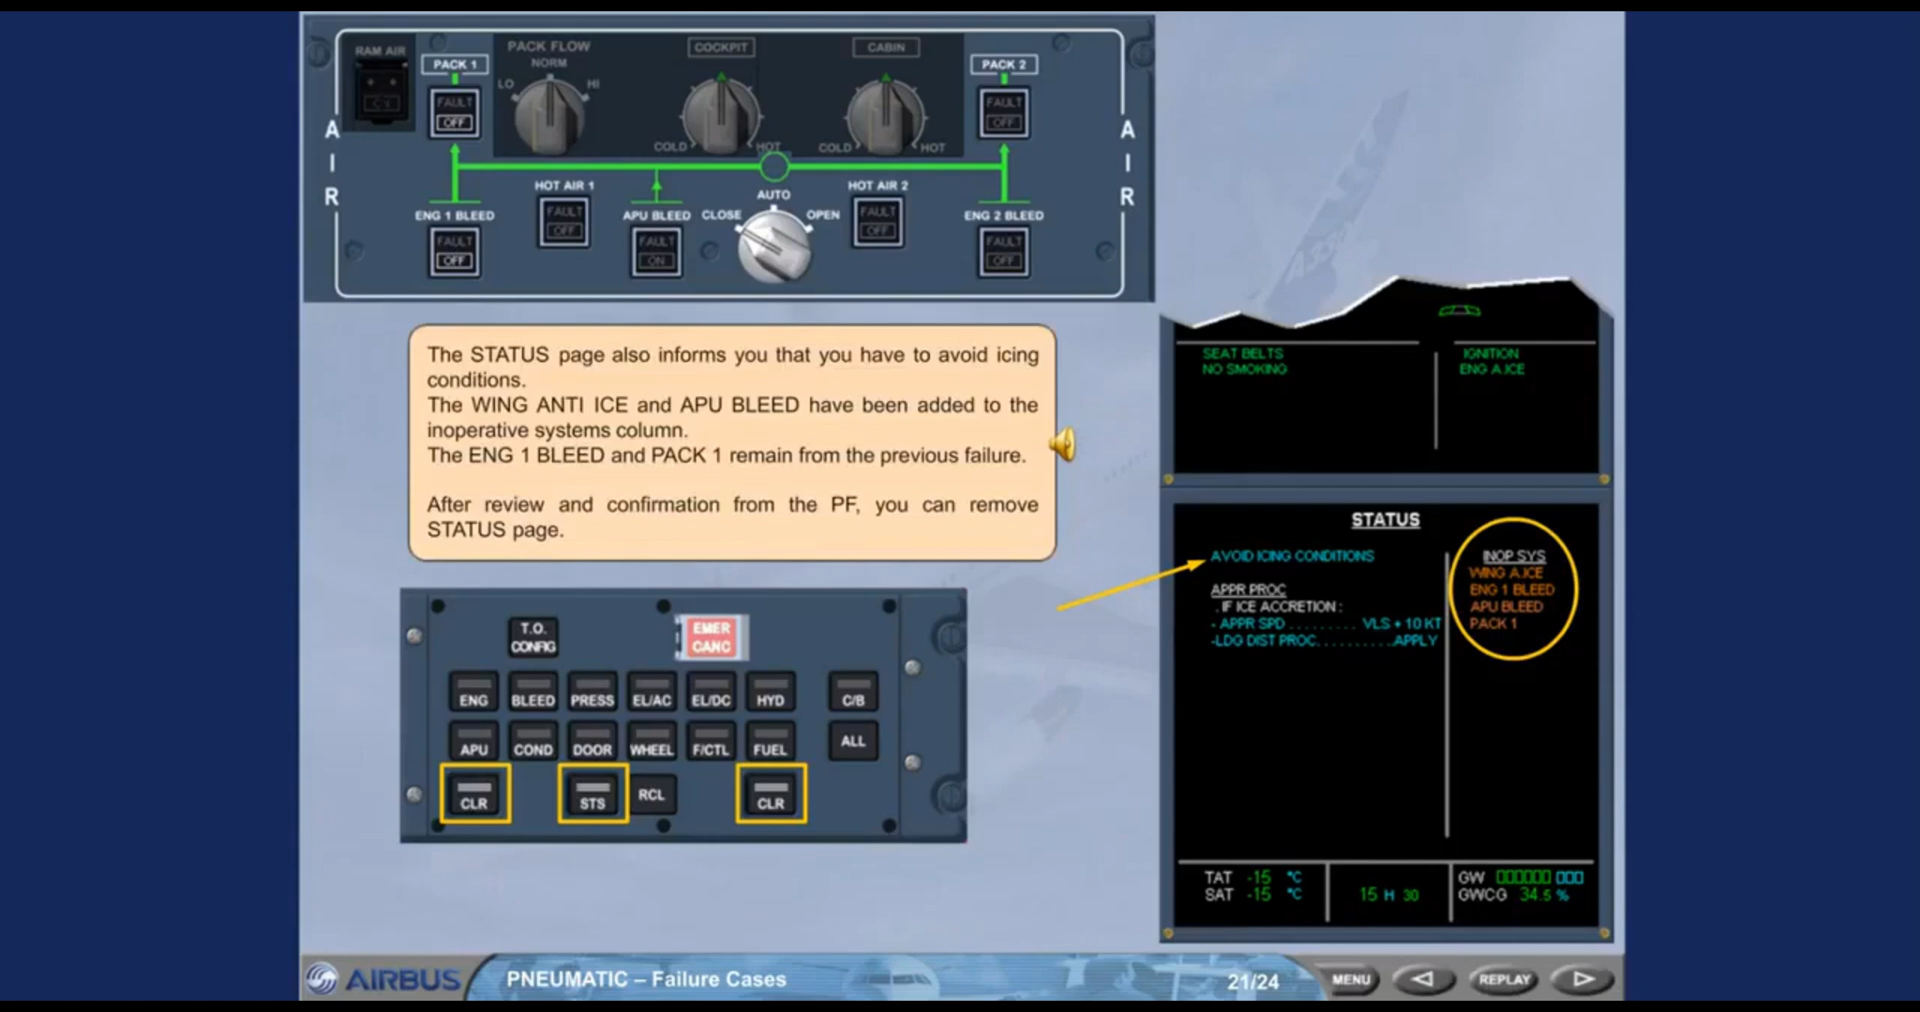 RAM AIR
PACK 1
PACK FLOW
NORM
LO
HI
COCKPIT
CABIN
PACK 2
FAULT
OFF
FAULT
OFF
COLD
HOT
COLD
HOT
A
I
R
A
I
R
HOT AIR 1
AUTO
HOT AIR 2
ENG 1 BLEED
APU BLEED
CLOSE
OPEN
ENG 2 BLEED
FAULT
OFF
FAULT
OFF
FAULT
ON
FAULT
OFF
FAULT
OFF
The STATUS page also informs you that you have to avoid icing
conditions.
The WING ANTI ICE and APU BLEED have been added to the
inoperative systems column.
The ENG 1 BLEED and PACK 1 remain from the previous failure.
After review and confirmation from the PF, you can remove
STATUS page.
SEAT BELTS
NO SMOKING
IGNITION
ENG A.ICE
T.O.
CONFIG
EMER
CANC
ENG BLEED PRESS EL/AC EL/DC HYD C/B
APU COND DOOR WHEEL F/CTL FUEL ALL
CLR STS RCL CLR
STATUS
AVOID ICING CONDITIONS
APPR PROC
. IF ICE ACCRETION :
- APPR SPD ......... VLS + 10 KT
-LDG DIST PROC..........APPLY
INOP SYS
WING A.ICE
ENG 1 BLEED
APU BLEED
PACK 1
TAT -15 °C
SAT -15 °C
15 H 30
GW
GWCG 34.5 %
AIRBUS
PNEUMATIC – Failure Cases
21/24
MENU
REPLAY